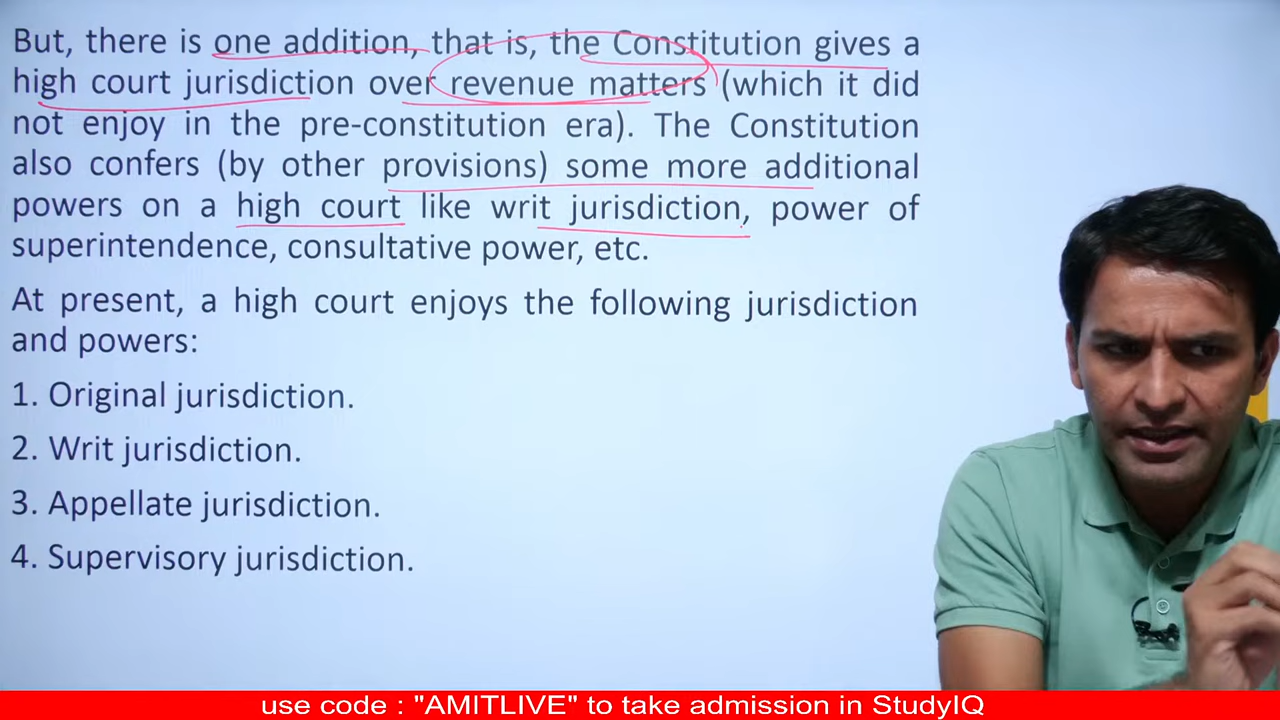 But, there is one addition, that is, the Constitution gives a
high court jurisdiction over revenue matters (which it did
not enjoy in the pre-constitution era). The Constitution
also confers (by other provisions) some more additional
powers on a high court like writ jurisdiction, power of
superintendence, consultative power, etc.
At present, a high court enjoys the following jurisdiction
and powers:
1. Original jurisdiction.
2. Writ jurisdiction.
3. Appellate jurisdiction.
4. Supervisory jurisdiction.
use code : "AMITLIVE" to take admission in StudyIQ